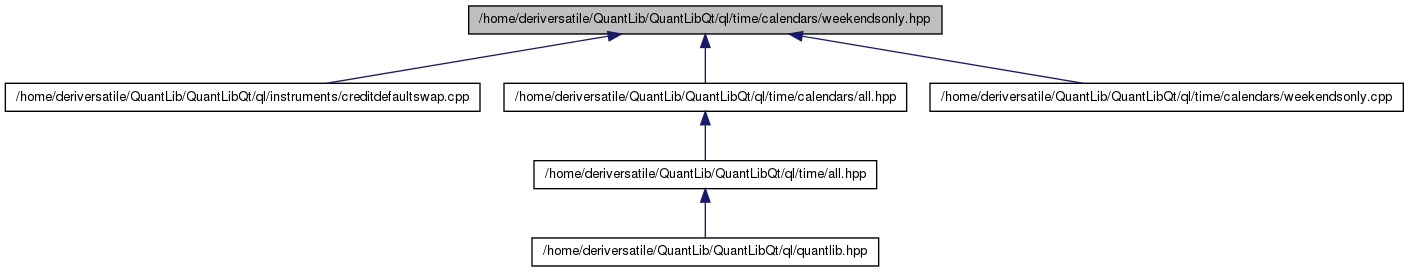 /home/deriversatile/QuantLib/QuantLibQt/ql/time/calendars/weekendsonly.hpp
/home/deriversatile/QuantLib/QuantLibQt/ql/instruments/creditdefaultswap.cpp
/home/deriversatile/QuantLib/QuantLibQt/ql/time/calendars/all.hpp
/home/deriversatile/QuantLib/QuantLibQt/ql/time/calendars/weekendsonly.cpp
/home/deriversatile/QuantLib/QuantLibQt/ql/time/all.hpp
/home/deriversatile/QuantLib/QuantLibQt/ql/quantlib.hpp